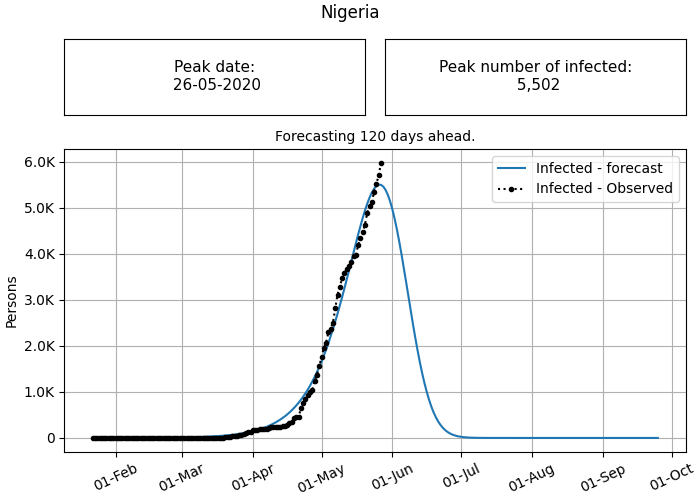 Nigeria
Peak date:
26-05-2020
Peak number of infected:
5,502
Forecasting 120 days ahead.
Infected - forecast
Infected - Observed
Persons
6.0K
5.0K
4.0K
3.0K
2.0K
1.0K
0
01-Feb
01-Mar
01-Apr
01-May
01-Jun
01-Jul
01-Aug
01-Sep
01-Oct